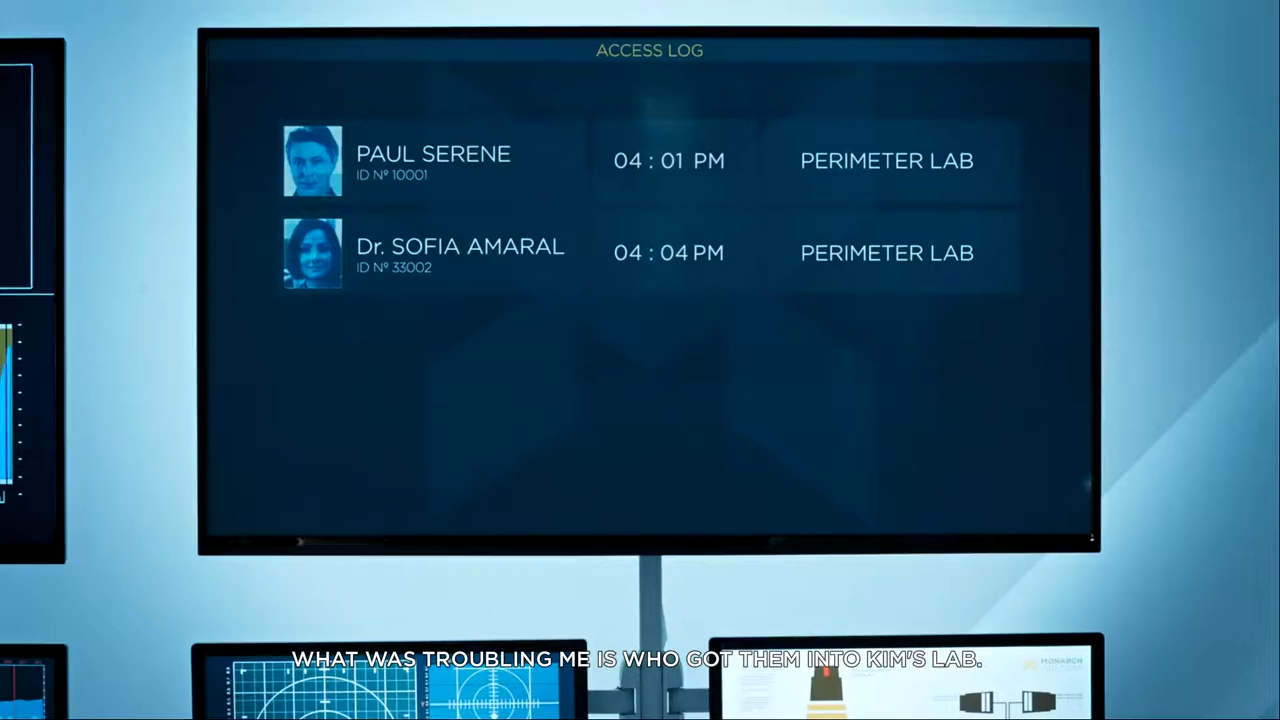 ACCESS LOG
PAUL SERENE
ID Nº 10001
04 : 01 PM
PERIMETER LAB
Dr. SOFIA AMARAL
ID Nº 33002
04 : 04 PM
PERIMETER LAB
WHAT WAS TROUBLING ME IS WHO GOT THEM INTO KIM'S LAB.
MONARCH